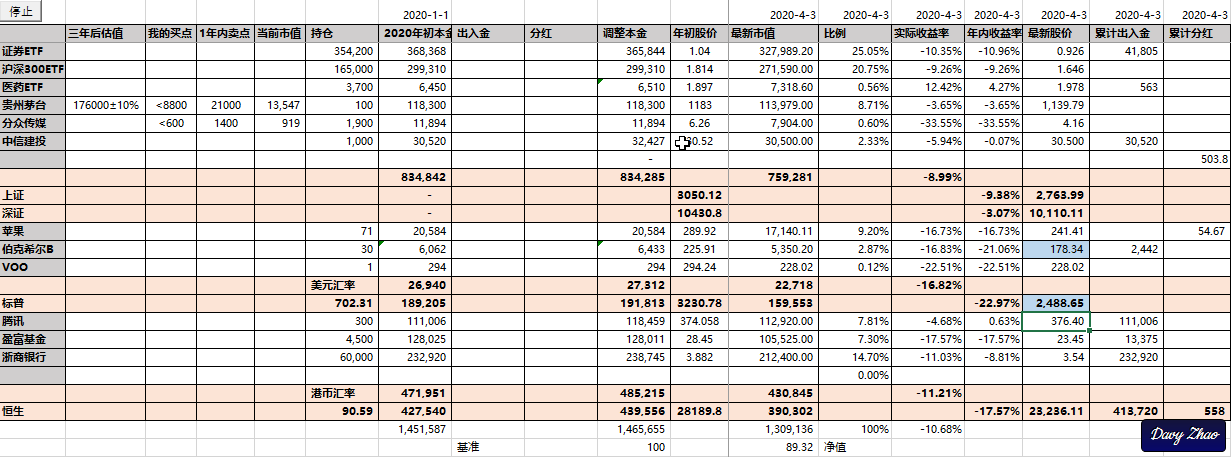 停止
2020-1-1 2020-4-3 2020-4-3 2020-4-3 2020-4-3 2020-4-3 2020-4-3 2020-4-3
三年后估值 我的买点 1年内卖点 当前市值 持仓 2020年初本金 出入金 分红 调整本金 年初股价 最新市值 比例 实际收益率 年内收益率 最新股价 累计出入金 累计分红
证券ETF 354,200 368,368 365,844 1.04 327,989.20 25.05% -10.35% -10.96% 0.926 41,805
沪深300ETF 165,000 299,310 299,310 1.814 271,590.00 20.75% -9.26% -9.26% 1.646
医药ETF 3,700 6,450 6,510 1.897 7,318.60 0.56% 12.42% 4.27% 1.978 563
贵州茅台 176000±10% <8800 21000 13,547 100 118,300 118,300 1183 113,979.00 8.71% -3.65% -3.65% 1,139.79
分众传媒 <600 1400 919 1,900 11,894 11,894 6.26 7,904.00 0.60% -33.55% -33.55% 4.16
中信建投 1,000 30,520 32,427 30.52 30,500.00 2.33% -5.94% -0.07% 30.500 30,520
- 503.8
834,842 834,285 759,281 -8.99%
上证 - 3050.12 -9.38% 2,763.99
深证 - 10430.8 -3.07% 10,110.11
苹果 71 20,584 20,584 289.92 17,140.11 9.20% -16.73% -16.73% 241.41 54.67
伯克希尔B 30 6,062 6,433 225.91 5,350.20 2.87% -16.83% -21.06% 178.34 2,442
VOO 1 294 294 294.24 228.02 0.12% -22.51% -22.51% 228.02
美元汇率 26,940 27,312 22,718 -16.82%
标普 702.31 189,205 191,813 3230.78 159,553 -22.97% 2,488.65
腾讯 300 111,006 118,459 374.058 112,920.00 7.81% -4.68% 0.63% 376.40 111,006
盈富基金 4,500 128,025 128,011 28.45 105,525.00 7.30% -17.57% -17.57% 23.45 13,375
浙商银行 60,000 232,920 238,745 3.882 212,400.00 14.70% -11.03% -8.81% 3.54 232,920
0.00%
港币汇率 471,951 485,215 430,845 -11.21%
恒生 90.59 427,540 439,556 28189.8 390,302 -17.57% 23,236.11 413,720 558
1,451,587 1,465,655 1,309,136 100% -10.68%
基准 100 89.32 净值
Davy Zhao